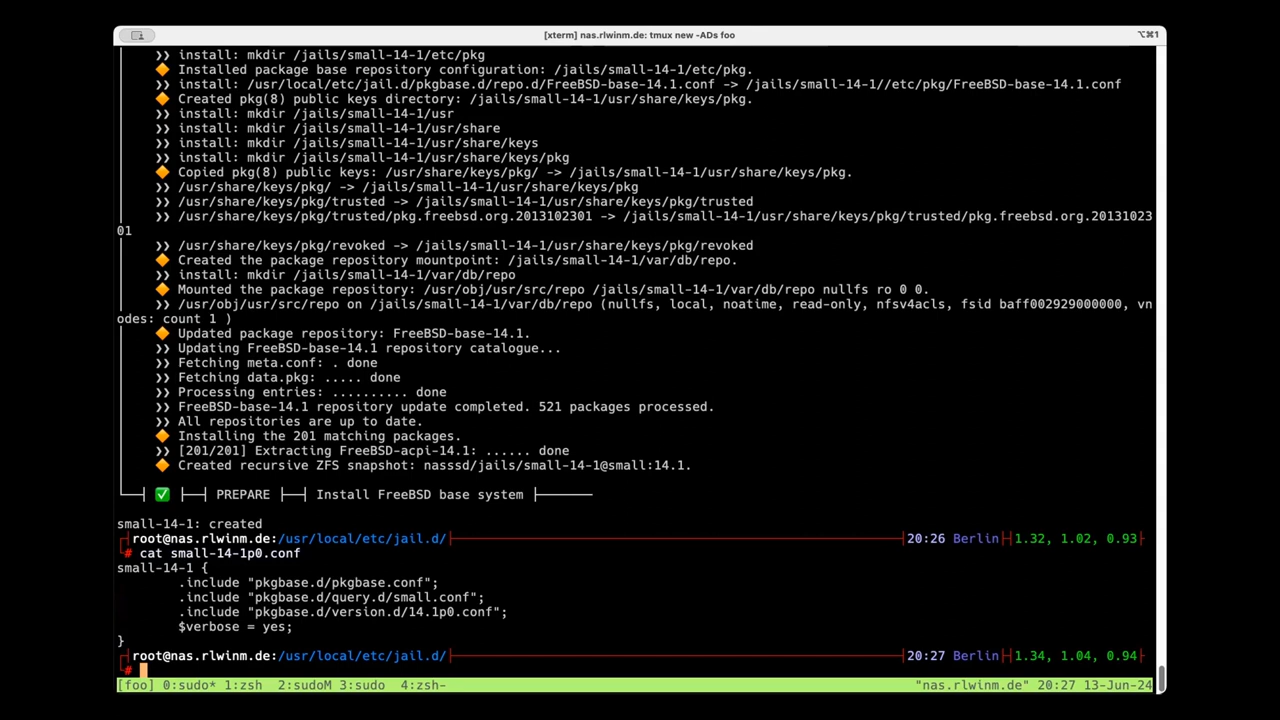 [xterm] nas.rlwinm.de: tmux new -ADs foo
⌥⌘1
❯❯ install: mkdir /jails/small-14-1/etc/pkg
🔶 Installed package base repository configuration: /jails/small-14-1/etc/pkg.
❯❯ install: /usr/local/etc/jail.d/pkgbase.d/repo.d/FreeBSD-base-14.1.conf -> /jails/small-14-1//etc/pkg/FreeBSD-base-14.1.conf
🔶 Created pkg(8) public keys directory: /jails/small-14-1/usr/share/keys/pkg.
❯❯ install: mkdir /jails/small-14-1/usr
❯❯ install: mkdir /jails/small-14-1/usr/share
❯❯ install: mkdir /jails/small-14-1/usr/share/keys
❯❯ install: mkdir /jails/small-14-1/usr/share/keys/pkg
🔶 Copied pkg(8) public keys: /usr/share/keys/pkg/ -> /jails/small-14-1/usr/share/keys/pkg.
❯❯ /usr/share/keys/pkg/ -> /jails/small-14-1/usr/share/keys/pkg
❯❯ /usr/share/keys/pkg/trusted -> /jails/small-14-1/usr/share/keys/pkg/trusted
❯❯ /usr/share/keys/pkg/trusted/pkg.freebsd.org.2013102301 -> /jails/small-14-1/usr/share/keys/pkg/trusted/pkg.freebsd.org.20131023
01
❯❯ /usr/share/keys/pkg/revoked -> /jails/small-14-1/usr/share/keys/pkg/revoked
🔶 Created the package repository mountpoint: /jails/small-14-1/var/db/repo.
❯❯ install: mkdir /jails/small-14-1/var/db/repo
🔶 Mounted the package repository: /usr/obj/usr/src/repo /jails/small-14-1/var/db/repo nullfs ro 0 0.
❯❯ /usr/obj/usr/src/repo on /jails/small-14-1/var/db/repo (nullfs, local, noatime, read-only, nfsv4acls, fsid baff002929000000, vn
odes: count 1 )
🔶 Updated package repository: FreeBSD-base-14.1.
❯❯ Updating FreeBSD-base-14.1 repository catalogue...
❯❯ Fetching meta.conf: . done
❯❯ Fetching data.pkg: ..... done
❯❯ Processing entries: .......... done
❯❯ FreeBSD-base-14.1 repository update completed. 521 packages processed.
❯❯ All repositories are up to date.
🔶 Installing the 201 matching packages.
❯❯ [201/201] Extracting FreeBSD-acpi-14.1: ...... done
🔶 Created recursive ZFS snapshot: nasssd/jails/small-14-1@small:14.1.
└─┤ ✅ ├─┤ PREPARE ├─┤ Install FreeBSD base system ├──────
small-14-1: created
root@nas.rlwinm.de:/usr/local/etc/jail.d/ 20:26 Berlin 1.32, 1.02, 0.93
# cat small-14-1p0.conf
small-14-1 {
.include "pkgbase.d/pkgbase.conf";
.include "pkgbase.d/query.d/small.conf";
.include "pkgbase.d/version.d/14.1p0.conf";
$verbose = yes;
}
root@nas.rlwinm.de:/usr/local/etc/jail.d/ 20:27 Berlin 1.34, 1.04, 0.94
#
[foo] 0:sudo* 1:zsh 2:sudoM 3:sudo 4:zsh- "nas.rlwinm.de" 20:27 13-Jun-24